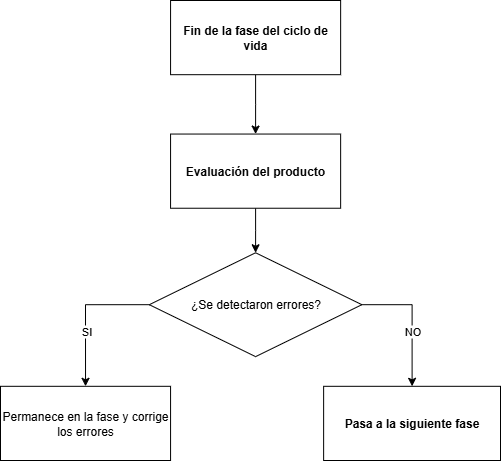 Fin de la fase del ciclo de
vida
Evaluación del producto
¿Se detectaron errores?
SI
NO
Permanece en la fase y corrige
los errores
Pasa a la siguiente fase